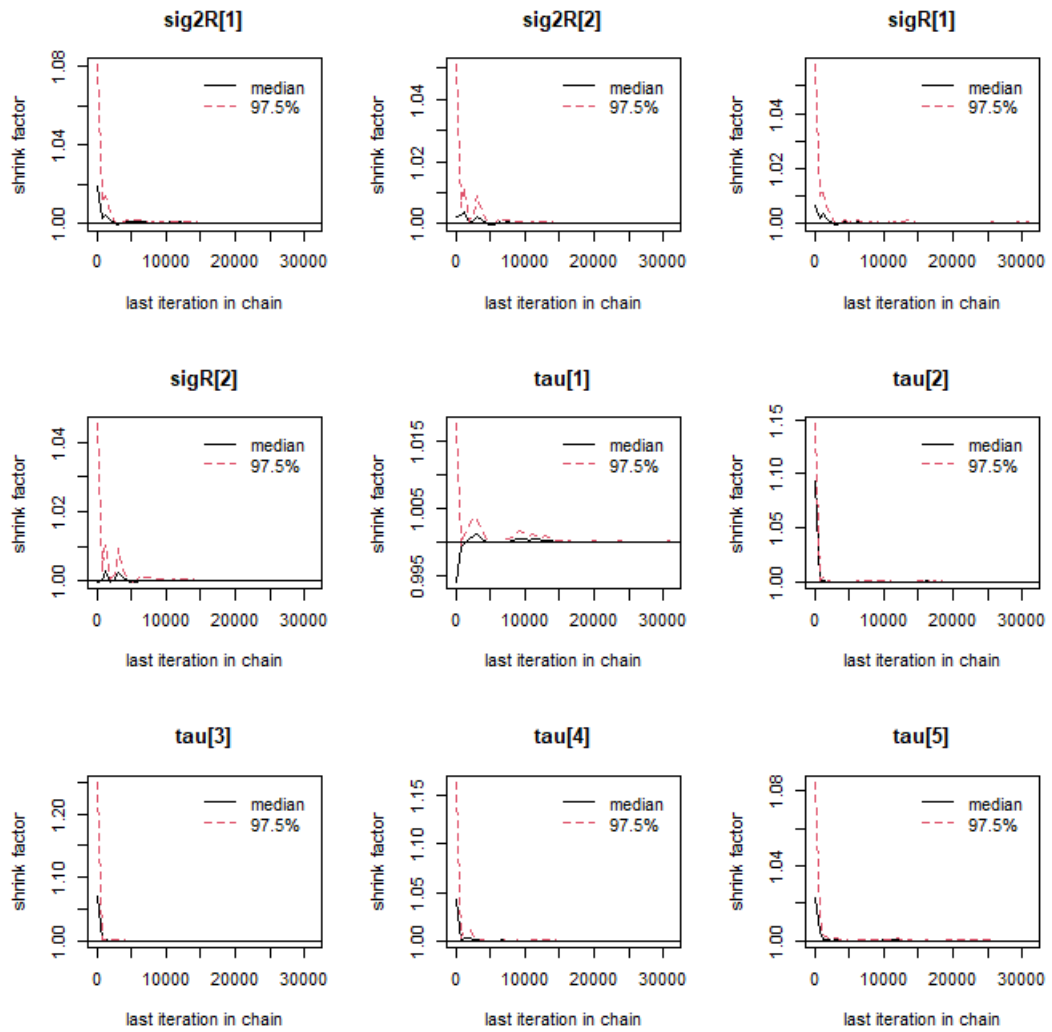 sig2R[1]
shrink factor
1.00 1.04 1.08
median
97.5%
0 10000 20000 30000
last iteration in chain
sig2R[2]
shrink factor
1.00 1.02 1.04
median
97.5%
0 10000 20000 30000
last iteration in chain
sigR[1]
shrink factor
1.00 1.02 1.04
median
97.5%
0 10000 20000 30000
last iteration in chain
sigR[2]
shrink factor
1.00 1.02 1.04
median
97.5%
0 10000 20000 30000
last iteration in chain
tau[1]
shrink factor
0.995 1.005 1.015
median
97.5%
0 10000 20000 30000
last iteration in chain
tau[2]
shrink factor
1.00 1.05 1.10 1.15
median
97.5%
0 10000 20000 30000
last iteration in chain
tau[3]
shrink factor
1.00 1.10 1.20
median
97.5%
0 10000 20000 30000
last iteration in chain
tau[4]
shrink factor
1.00 1.05 1.10 1.15
median
97.5%
0 10000 20000 30000
last iteration in chain
tau[5]
shrink factor
1.00 1.04 1.08
median
97.5%
0 10000 20000 30000
last iteration in chain